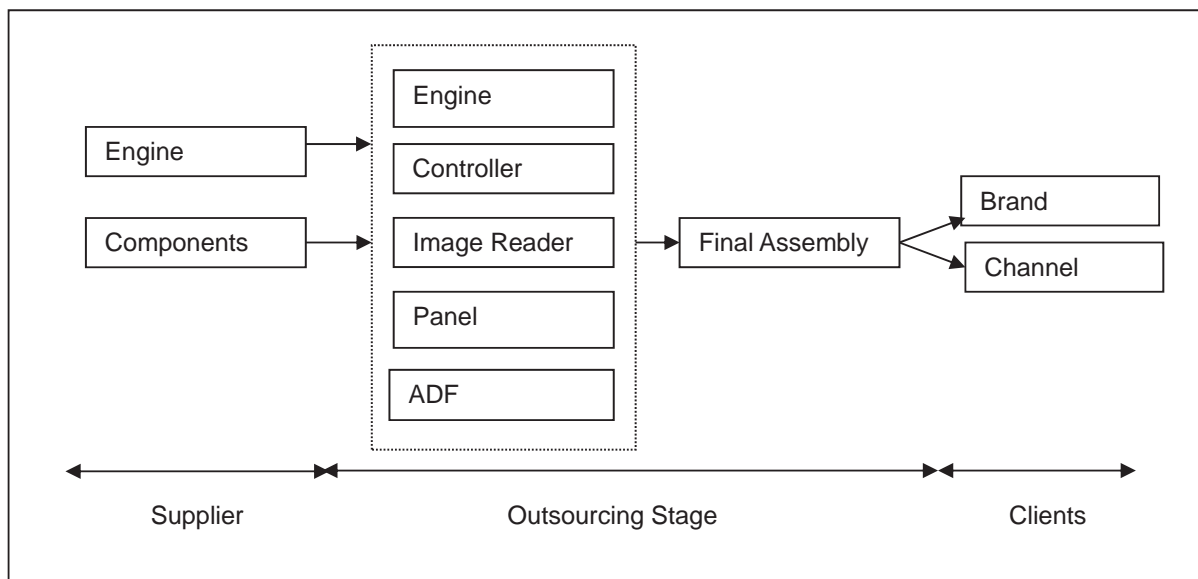 Engine
Components
Engine
Controller
Image Reader
Panel
ADF
Final Assembly
Brand
Channel
Supplier
Outsourcing Stage
Clients